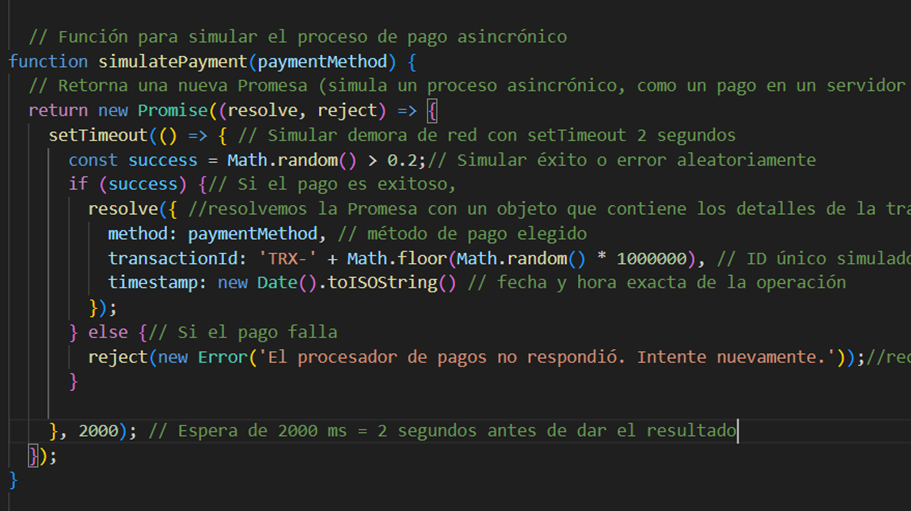 // Función para simular el proceso de pago asincrónico
function simulatePayment(paymentMethod) {
// Retorna una nueva Promesa (simula un proceso asincrónico, como un pago en un servidor
return new Promise((resolve, reject) => {
setTimeout(() => { // Simular demora de red con setTimeout 2 segundos
const success = Math.random() > 0.2;// Simular éxito o error aleatoriamente
if (success) {// Si el pago es exitoso,
resolve({ //resolvemos la Promesa con un objeto que contiene los detalles de la tra
method: paymentMethod, // método de pago elegido
transactionId: 'TRX-' + Math.floor(Math.random() * 1000000), // ID único simulado
timestamp: new Date().toISOString() // fecha y hora exacta de la operación
});
} else {// Si el pago falla
reject(new Error('El procesador de pagos no respondió. Intente nuevamente.'));//rec
}
}, 2000); // Espera de 2000 ms = 2 segundos antes de dar el resultado
});
}